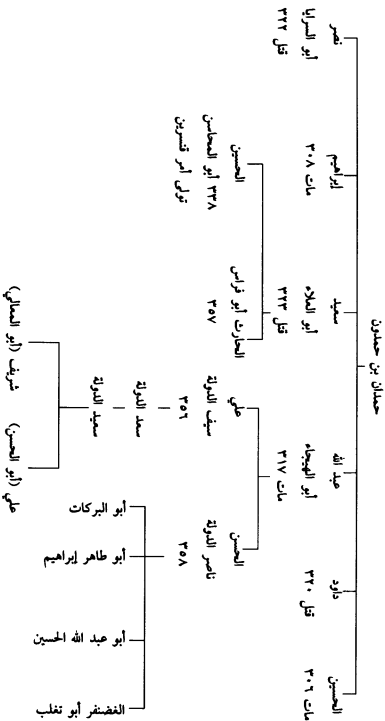 حمدان بن حمدون
الحسين
مات ٣٠٦
داود
قتل ٣٢٠
عبد الله
أبو الهيجاء
مات ٣١٧
سعيد
أبو العلاء
قتل ٣٢٣
إبراهيم
مات ٣٠٨
نصر
أبو السرايا
قتل ٣٢٢
الحسن
ناصر الدولة
٣٥٨
علي
سيف الدولة
٣٥٦
الحارث أبو فراس
٣٥٧
الحسين
٣٣٨ أبو المحاسن
تولى أمر قنسرين
أبو البركات
أبو طاهر إبراهيم
أبو عبد الله الحسين
الغضنفر أبو تغلب
سعد الدولة
سعيد الدولة
علي (أبو الحسن)
شريف (أبو المعالي)